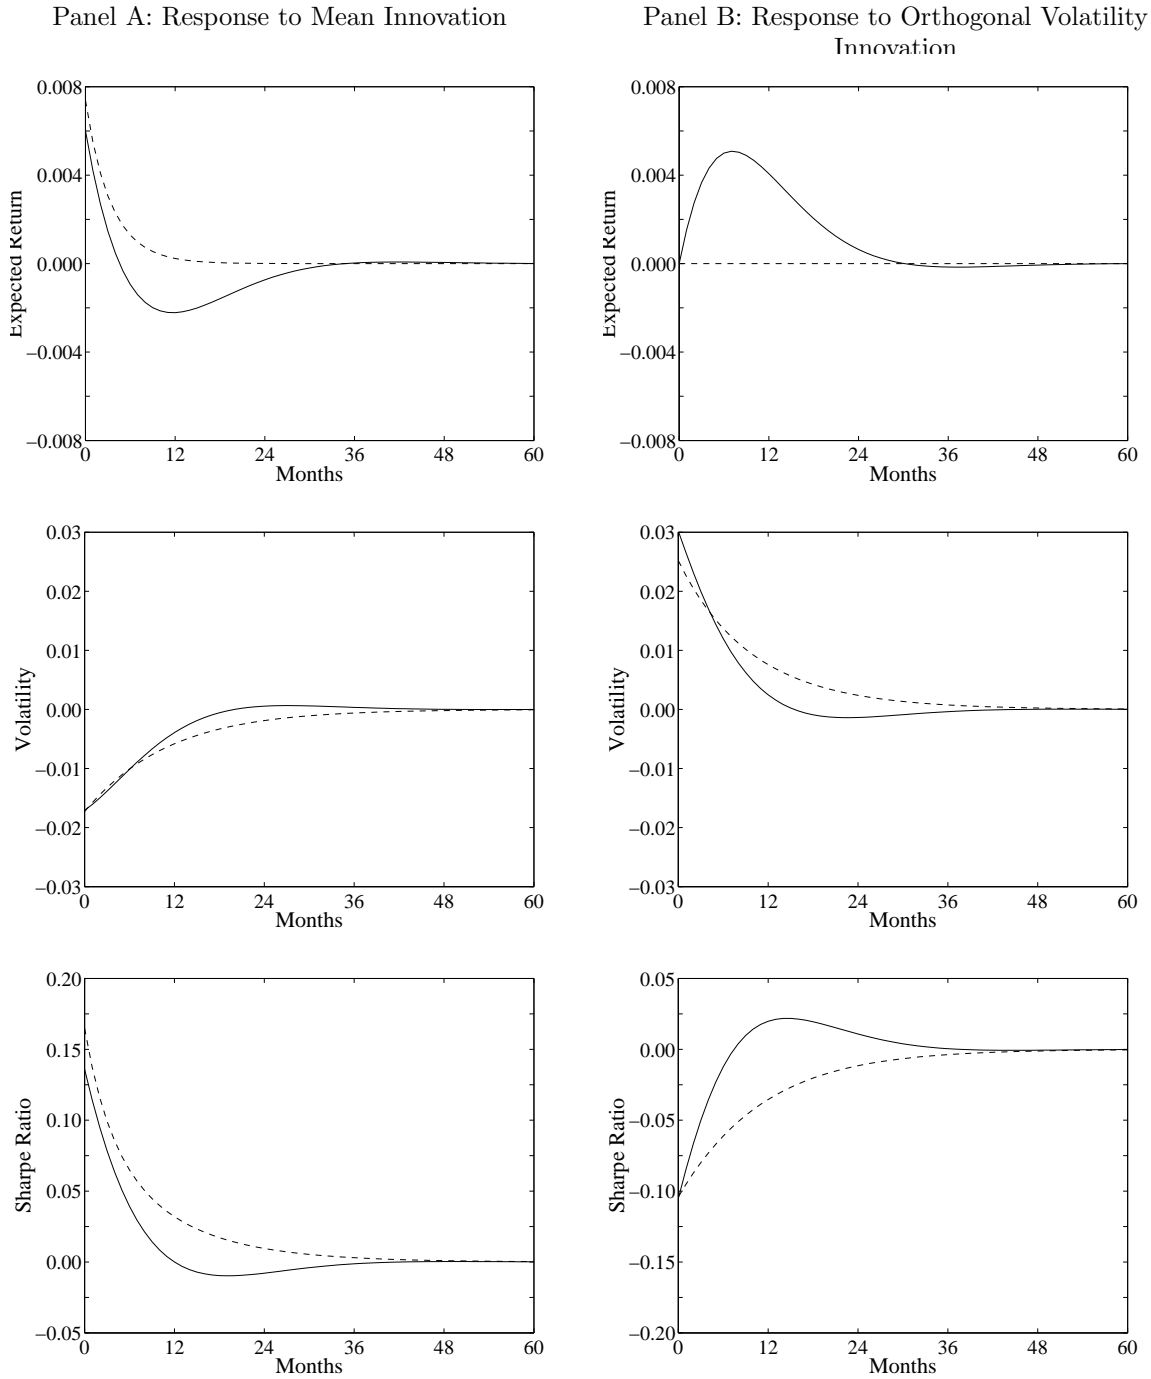 Panel A: Response to Mean Innovation
Panel B: Response to Orthogonal Volatility
Innovation
0.008
0.004
0.000
−0.004
−0.008
Expected Return
0 12 24 36 48 60
Months
0.008
0.004
0.000
−0.004
−0.008
Expected Return
0 12 24 36 48 60
Months
0.03
0.02
0.01
0.00
−0.01
−0.02
−0.03
Volatility
0 12 24 36 48 60
Months
0.03
0.02
0.01
0.00
−0.01
−0.02
−0.03
Volatility
0 12 24 36 48 60
Months
0.20
0.15
0.10
0.05
0.00
−0.05
Sharpe Ratio
0 12 24 36 48 60
Months
0.05
0.00
−0.05
−0.10
−0.15
−0.20
Sharpe Ratio
0 12 24 36 48 60
Months